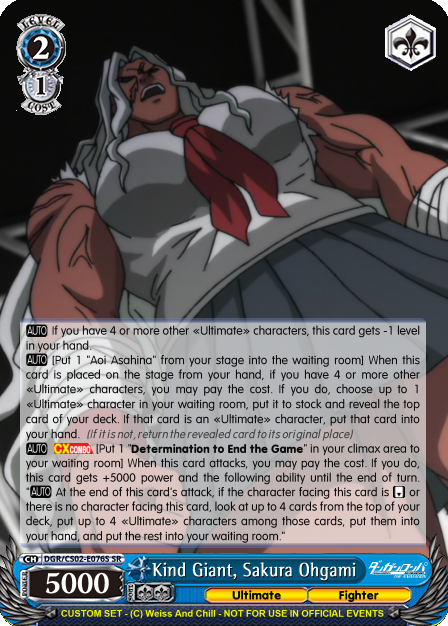 LEVEL
2
1
COST
AUTO If you have 4 or more other «Ultimate» characters, this card gets -1 level
in your hand.
AUTO [Put 1 "Aoi Asahina" from your stage into the waiting room] When this
card is placed on the stage from your hand, if you have 4 or more other
«Ultimate» characters, you may pay the cost. If you do, choose up to 1
«Ultimate» character in your waiting room, put it to stock and reveal the top
card of your deck. If that card is an «Ultimate» character, put that card into
your hand. (If it is not, return the revealed card to its original place)
AUTO CXCOMBO [Put 1 "Determination to End the Game" in your climax area to
your waiting room] When this card attacks, you may pay the cost. If you do,
this card gets +5000 power and the following ability until the end of turn.
"AUTO At the end of this card's attack, if the character facing this card is or
there is no character facing this card, look at up to 4 cards from the top of your
deck, put up to 4 «Ultimate» characters among those cards, put them into
your hand, and put the rest into your waiting room."
CH DGR/CS02-E076S SR
POWER 5000 SOUL
Kind Giant, Sakura Ohgami
ダンガンロンパ
THE ANIMATION
Ultimate Fighter
CUSTOM SET - (C) Weiss And Chill - NOT FOR USE IN OFFICIAL EVENTS